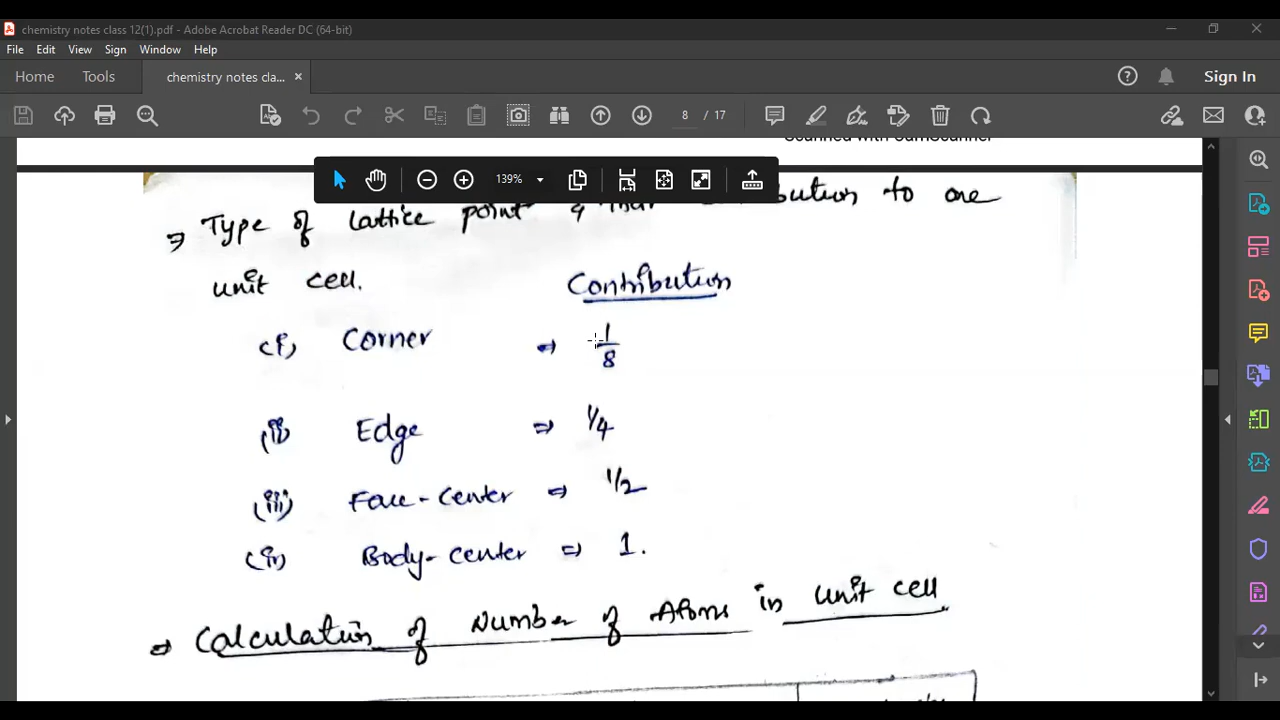 chemistry notes class 12(1).pdf - Adobe Acrobat Reader DC (64-bit)
File Edit View Sign Window Help
Home Tools chemistry notes cla... × Sign In
8 / 17
139%
⇒ Type of lattice point & to one
unit cell. Contribution
(i) Corner ⇒ 1/8
(ii) Edge ⇒ 1/4
(iii) Face-Center ⇒ 1/2
(iv) Body-center ⇒ 1.
⇒ Calculation of Number of Atoms in unit cell